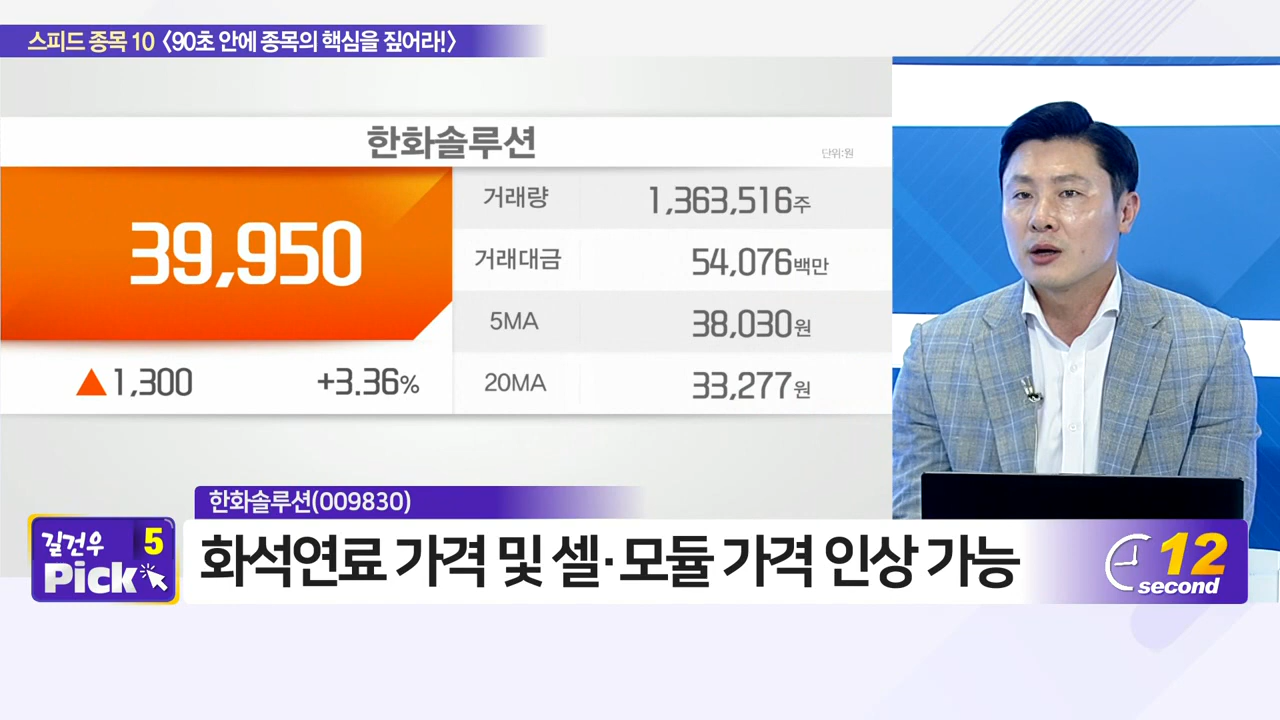 스피드 종목 10 〈90초 안에 종목의 핵심을 짚어라!〉
한화솔루션
단위:원
39,950
▲1,300 +3.36%
거래량 1,363,516주
거래대금 54,076백만
5MA 38,030원
20MA 33,277원
한화솔루션(009830)
길건우 5
Pick
화석연료 가격 및 셀·모듈 가격 인상 가능
12
second